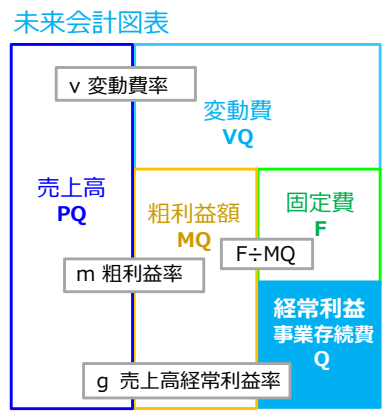 未来会計図表
v 変動費率
変動費
VQ
売上高
PQ
粗利益額
MQ
固定費
F
F÷MQ
m 粗利益率
経常利益
事業存続費
Q
g 売上高経常利益率